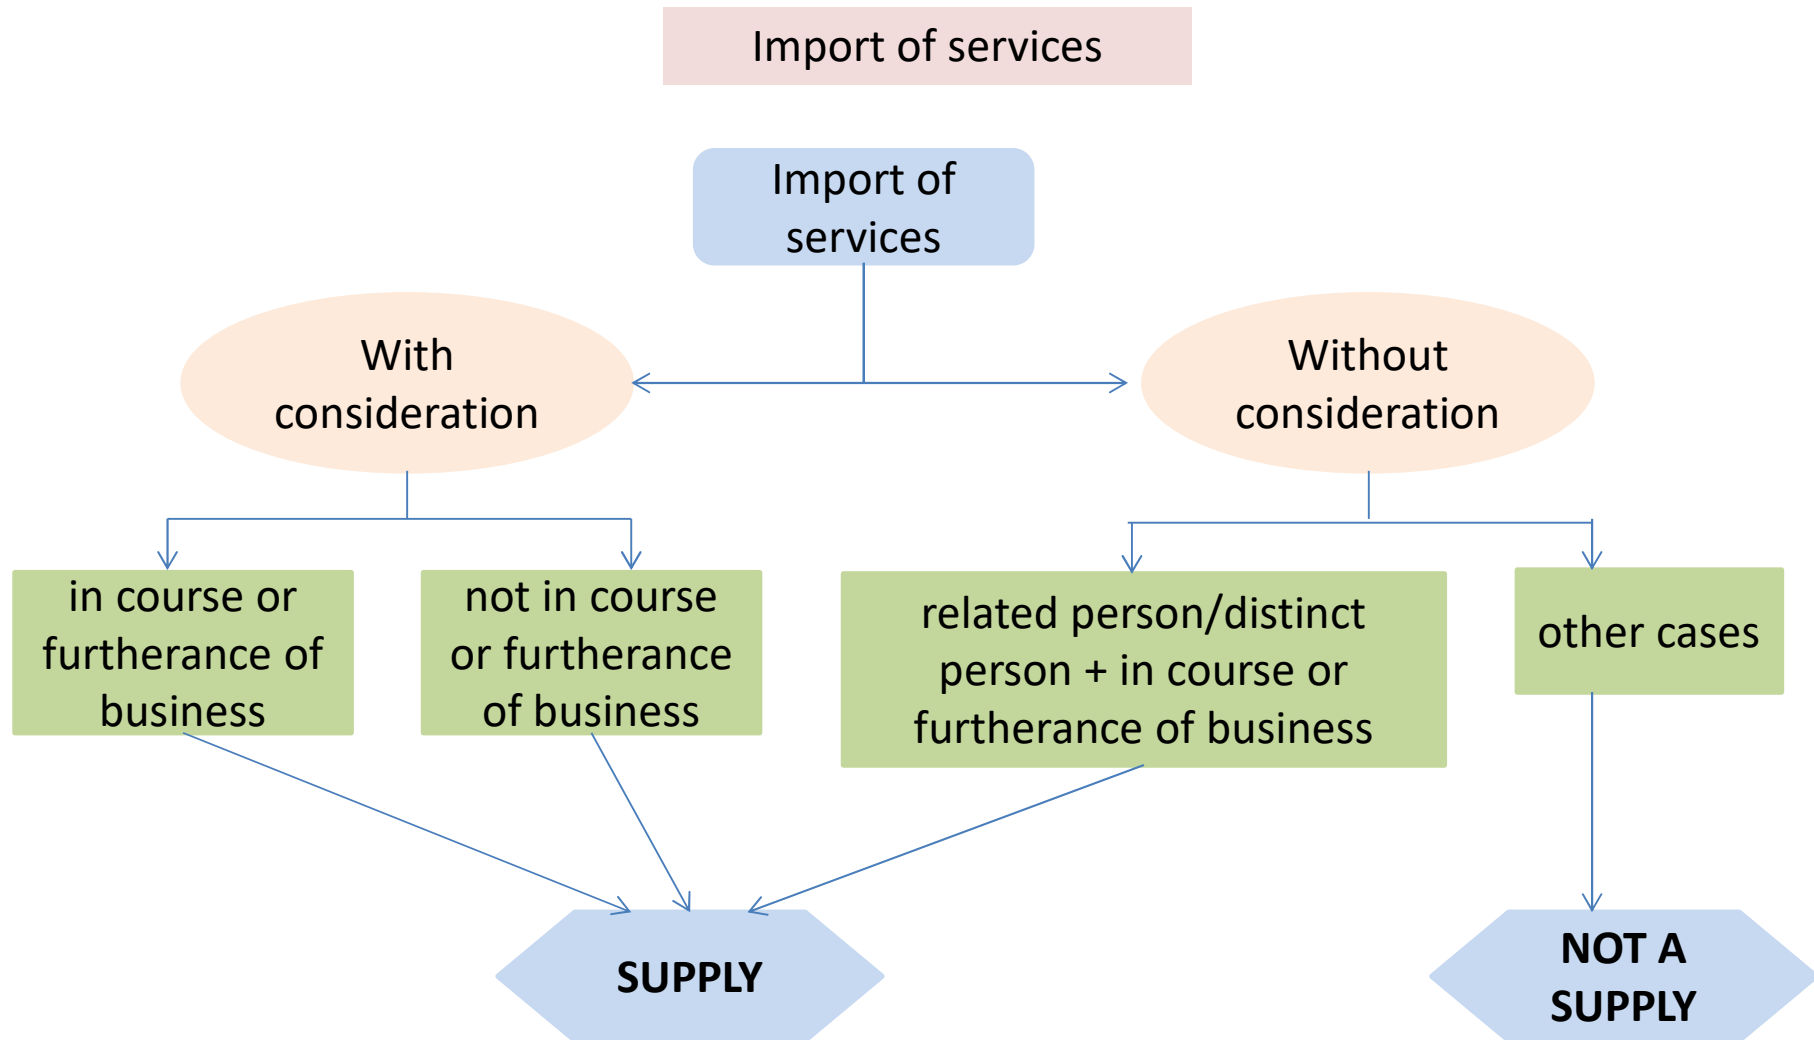 Import of services
Import of
services
With
consideration
Without
consideration
in course or
furtherance of
business
not in course
or furtherance
of business
related person/distinct
person + in course or
furtherance of business
other cases
SUPPLY
NOT A
SUPPLY